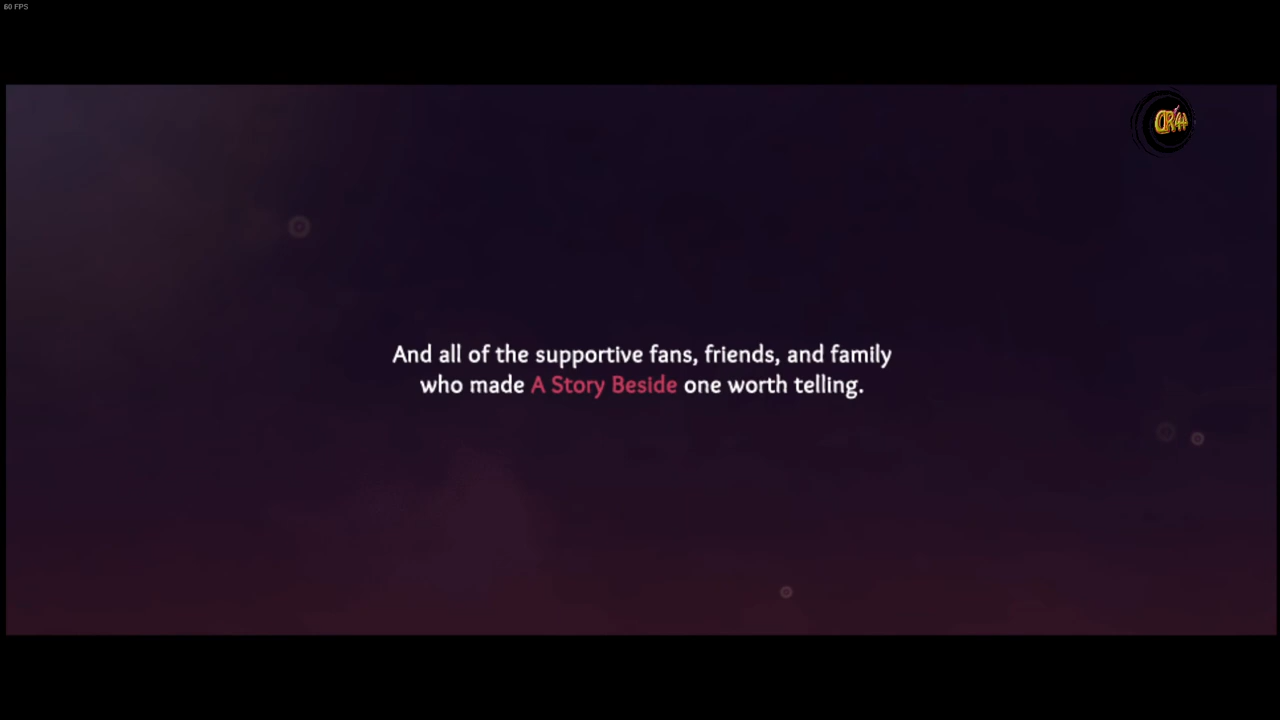 60 FPS
And all of the supportive fans, friends, and family
who made A Story Beside one worth telling.